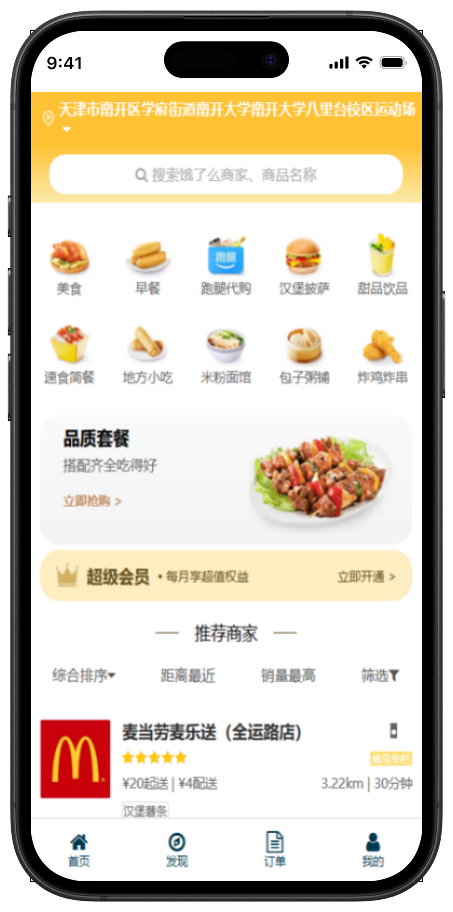 9:41
天津市南开区学府街道南开大学南开大学八里台校区运动场
搜索饿了么商家、商品名称
美食 早餐 跑腿代购 汉堡披萨 甜品饮品
跑腿
速食简餐 地方小吃 米粉面馆 包子粥铺 炸鸡炸串
品质套餐
搭配齐全吃得好
立即抢购 >
超级会员 • 每月享超值权益 立即开通 >
推荐商家
综合排序 距离最近 销量最高 筛选
麦当劳麦乐送（全运路店）
蜂鸟专栏
¥20起送 | ¥4配送 3.22km | 30分钟
汉堡薯条
首页 发现 订单 我的